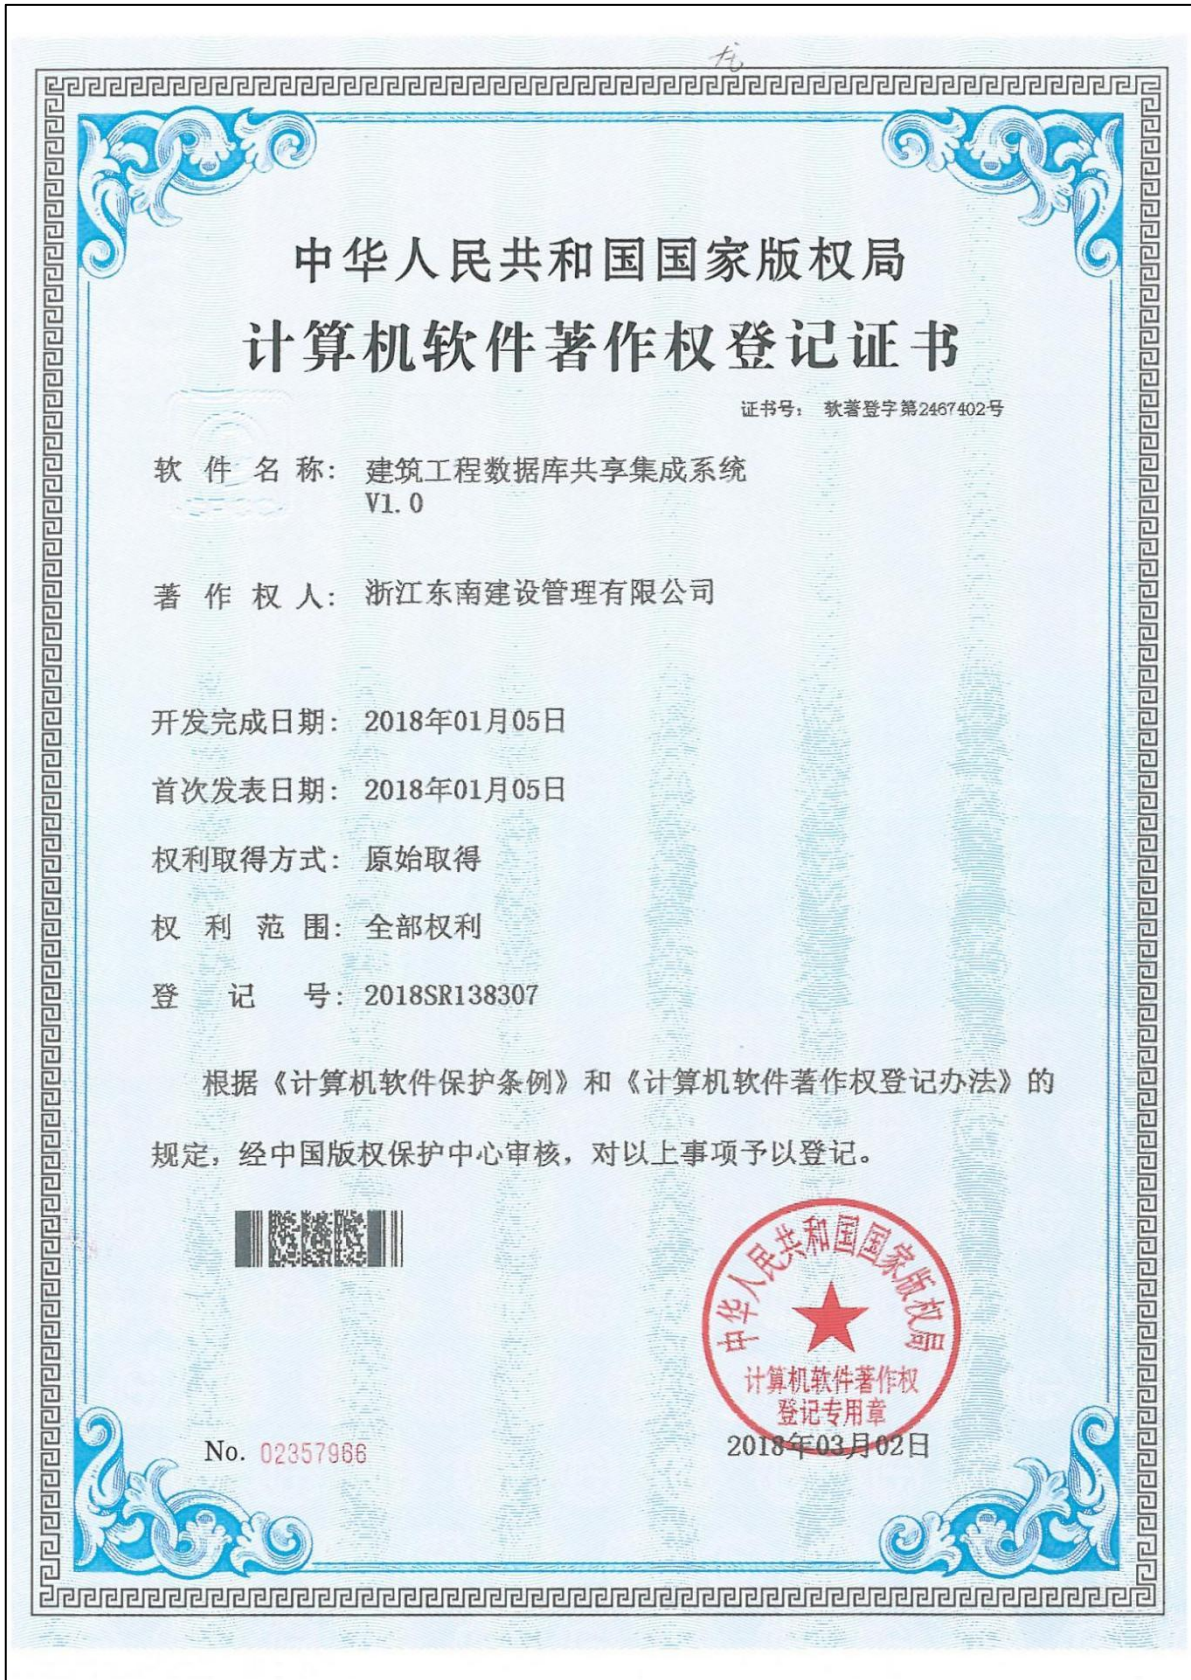 中华人民共和国国家版权局
计算机软件著作权登记证书
证书号： 软著登字第2467402号
软件名称： 建筑工程数据库共享集成系统
V1.0
著作权人： 浙江东南建设管理有限公司
开发完成日期： 2018年01月05日
首次发表日期： 2018年01月05日
权利取得方式： 原始取得
权利范围： 全部权利
登记号： 2018SR138307
根据《计算机软件保护条例》和《计算机软件著作权登记办法》的
规定，经中国版权保护中心审核，对以上事项予以登记。
中华人民共和国国家版权局
计算机软件著作权
登记专用章
No. 02357966
2018年03月02日